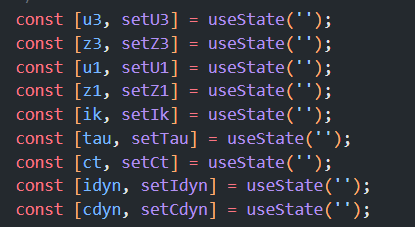 const [u3, setU3] = useState('');
const [z3, setZ3] = useState('');
const [u1, setU1] = useState('');
const [z1, setZ1] = useState('');
const [ik, setIk] = useState('');
const [tau, setTau] = useState('');
const [ct, setCt] = useState('');
const [idyn, setIdyn] = useState('');
const [cdyn, setCdyn] = useState('');